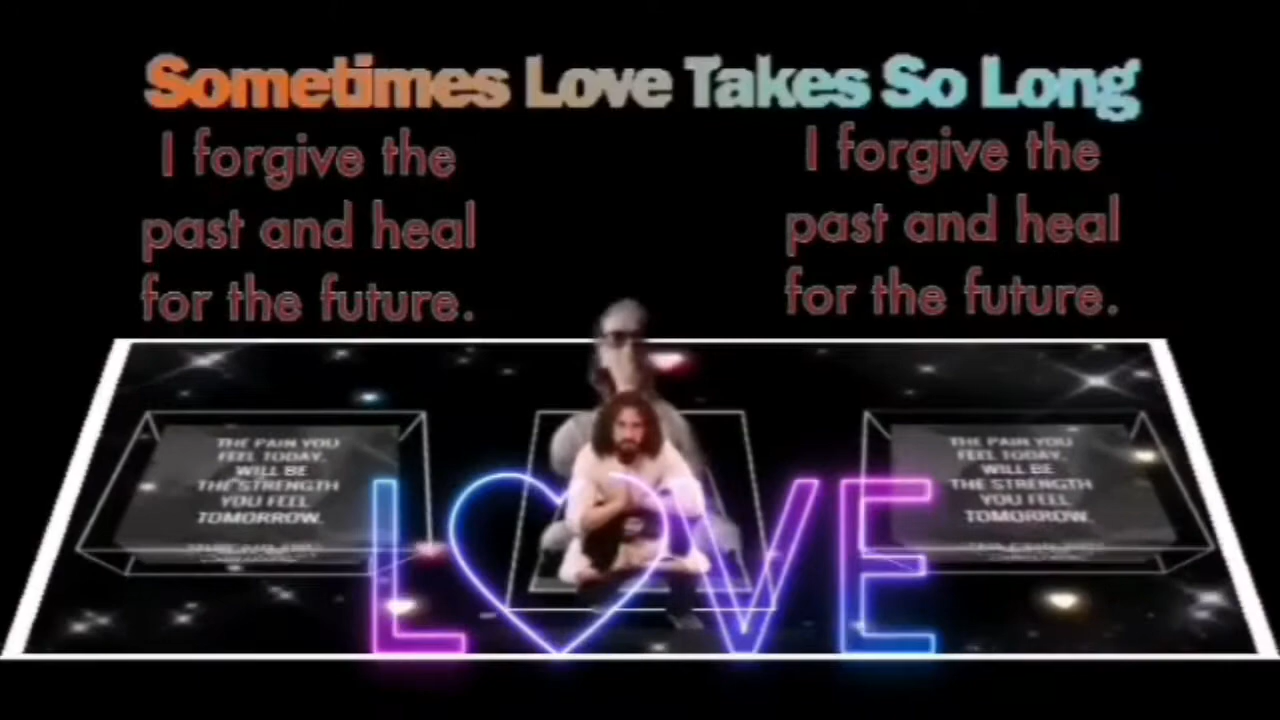 Sometimes Love Takes So Long
I forgive the
past and heal
for the future.
I forgive the
past and heal
for the future.
THE PAIN YOU
FEEL TODAY,
WILL BE
THE STRENGTH
YOU FEEL
TOMORROW.
THE PAIN YOU
FEEL TODAY,
WILL BE
THE STRENGTH
YOU FEEL
TOMORROW.
LOVE